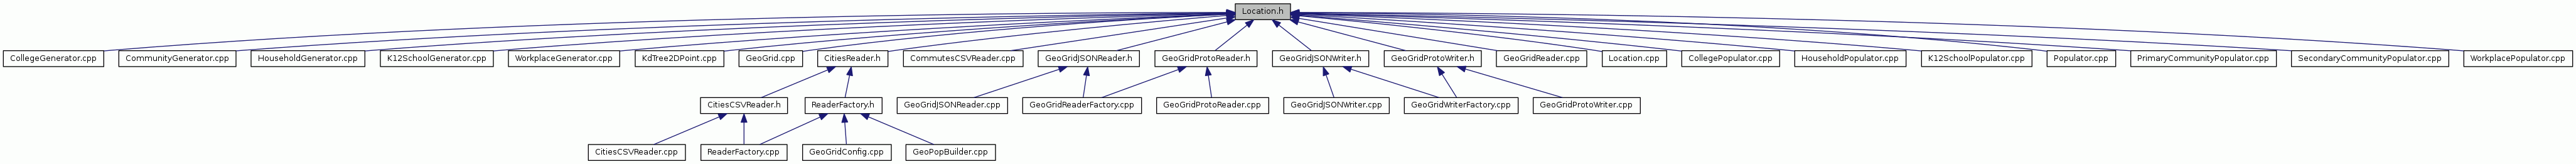 Location.h
CollegeGenerator.cpp
CommunityGenerator.cpp
HouseholdGenerator.cpp
K12SchoolGenerator.cpp
WorkplaceGenerator.cpp
KdTree2DPoint.cpp
GeoGrid.cpp
CitiesReader.h
CommutesCSVReader.cpp
GeoGridJSONReader.h
GeoGridProtoReader.h
GeoGridJSONWriter.h
GeoGridProtoWriter.h
GeoGridReader.cpp
Location.cpp
CollegePopulator.cpp
HouseholdPopulator.cpp
K12SchoolPopulator.cpp
Populator.cpp
PrimaryCommunityPopulator.cpp
SecondaryCommunityPopulator.cpp
WorkplacePopulator.cpp
CitiesCSVReader.h
ReaderFactory.h
GeoGridJSONReader.cpp
GeoGridReaderFactory.cpp
GeoGridProtoReader.cpp
GeoGridJSONWriter.cpp
GeoGridWriterFactory.cpp
GeoGridProtoWriter.cpp
CitiesCSVReader.cpp
ReaderFactory.cpp
GeoGridConfig.cpp
GeoPopBuilder.cpp